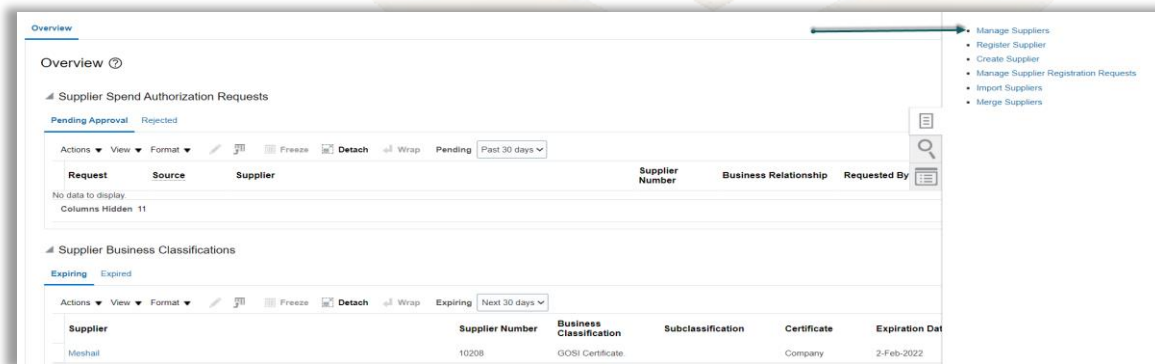 Overview
Overview
Supplier Spend Authorization Requests
Pending Approval Rejected
Actions View Format Freeze Detach Wrap Pending Past 30 days
Request Source Supplier Supplier Number Business Relationship Requested By
No data to display.
Columns Hidden 11
Supplier Business Classifications
Expiring Expired
Actions View Format Freeze Detach Wrap Expiring Next 30 days
Supplier Supplier Number Business Classification Subclassification Certificate Expiration Dat
Meshail 10208 GOSI Certificate. Company 2-Feb-2022
Manage Suppliers
Register Supplier
Create Supplier
Manage Supplier Registration Requests
Import Suppliers
Merge Suppliers